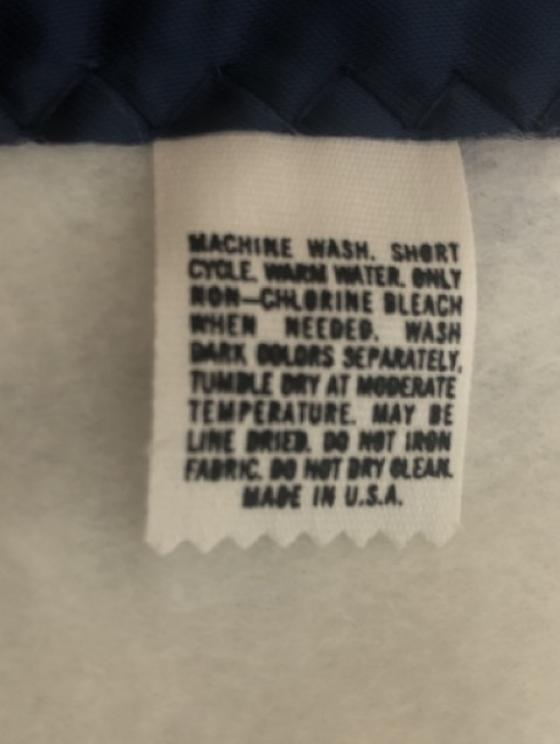 MACHINE WASH. SHORT
CYCLE. WARM WATER. ONLY
NON-CHLORINE BLEACH
WHEN NEEDED. WASH
DARK COLORS SEPARATELY.
TUMBLE DRY AT MODERATE
TEMPERATURE. MAY BE
LINE DRIED. DO NOT IRON
FABRIC. DO NOT DRY CLEAN.
MADE IN U.S.A.